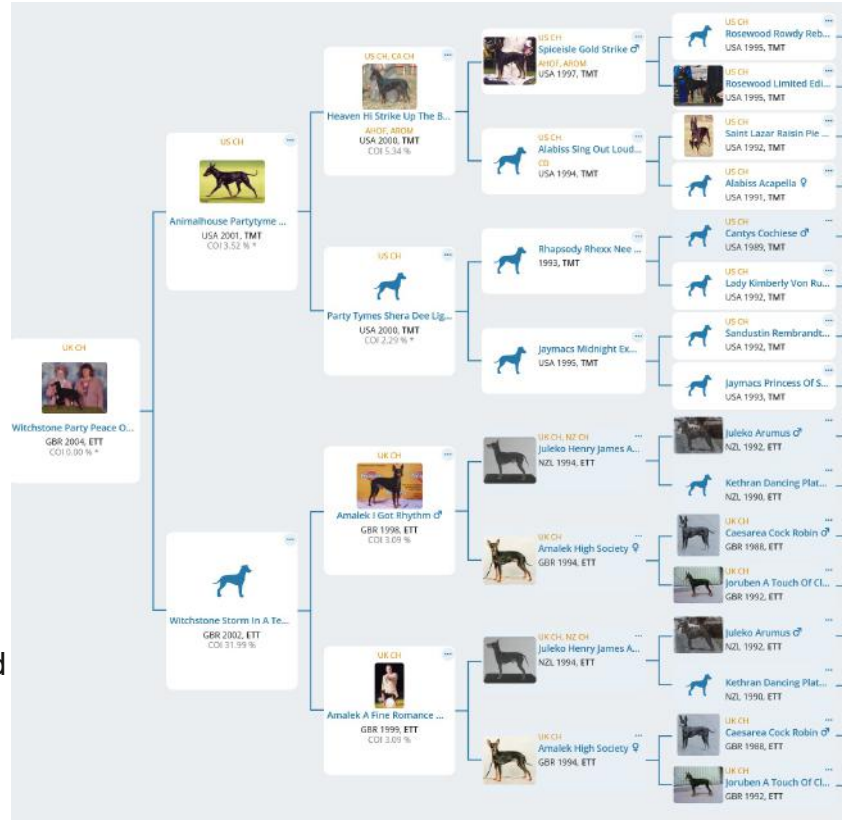 UK CH
Witchstone Party Peace O...
GBR 2004, ETT
COI 0.00 % *
US CH
Animalhouse Partytyme ...
USA 2001, TMT
COI 3.52 % *
d
Witchstone Storm In A Te...
GBR 2002, ETT
COI 31.99 %
US CH, CA CH
Heaven Hi Strike Up The B...
AHOF, AROM
USA 2000, TMT
COI 5.34 %
US CH
Party Tymes Shera Dee Lig...
USA 2000, TMT
COI 2.29 % *
UK CH
Amalek I Got Rhythm ♂
GBR 1998, ETT
COI 3.09 %
UK CH
Amalek A Fine Romance ...
GBR 1999, ETT
COI 3.09 %
US CH
Spiceisle Gold Strike ♂
AHOF, AROM
USA 1997, TMT
US CH
Alabiss Sing Out Loud...
CD
USA 1994, TMT
Rhapsody Rhexx Nee ...
1993, TMT
Jaymacs Midnight Ex...
USA 1995, TMT
UK CH, NZ CH
Juleko Henry James A...
NZL 1994, ETT
UK CH
Amalek High Society ♀
GBR 1994, ETT
UK CH, NZ CH
Juleko Henry James A...
NZL 1994, ETT
UK CH
Amalek High Society ♀
GBR 1994, ETT
US CH
Rosewood Rowdy Reb...
USA 1995, TMT
US CH
Rosewood Limited Edi...
USA 1995, TMT
US CH
Saint Lazar Raisin Pie ...
USA 1992, TMT
US CH
Alabiss Acapella ♀
USA 1991, TMT
US CH
Cantys Cochiese ♂
USA 1989, TMT
US CH
Lady Kimberly Von Ru...
USA 1992, TMT
US CH
Sandustin Rembrandt...
USA 1992, TMT
Jaymacs Princess Of S...
USA 1993, TMT
Juleko Arumus ♂
NZL 1992, ETT
Kethran Dancing Plat...
NZL 1990, ETT
UK CH
Caesarea Cock Robin ♂
GBR 1988, ETT
UK CH
Joruben A Touch Of Cl...
GBR 1992, ETT
Juleko Arumus ♂
NZL 1992, ETT
Kethran Dancing Plat...
NZL 1990, ETT
UK CH
Caesarea Cock Robin ♂
GBR 1988, ETT
UK CH
Joruben A Touch Of Cl...
GBR 1992, ETT